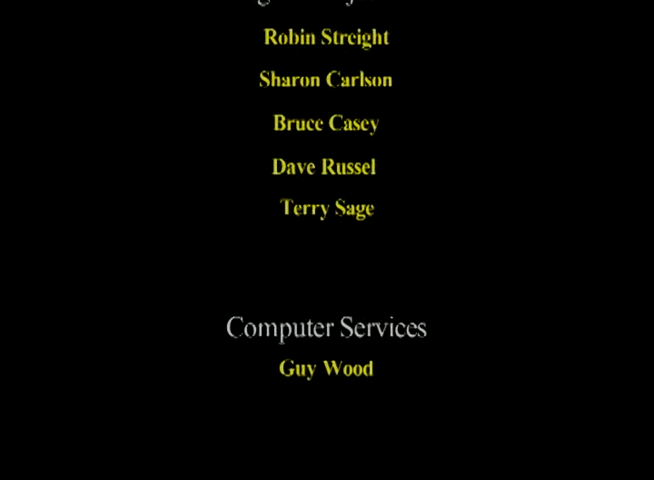 Robin Streight
Sharon Carlson
Bruce Casey
Dave Russel
Terry Sage
Computer Services
Guy Wood